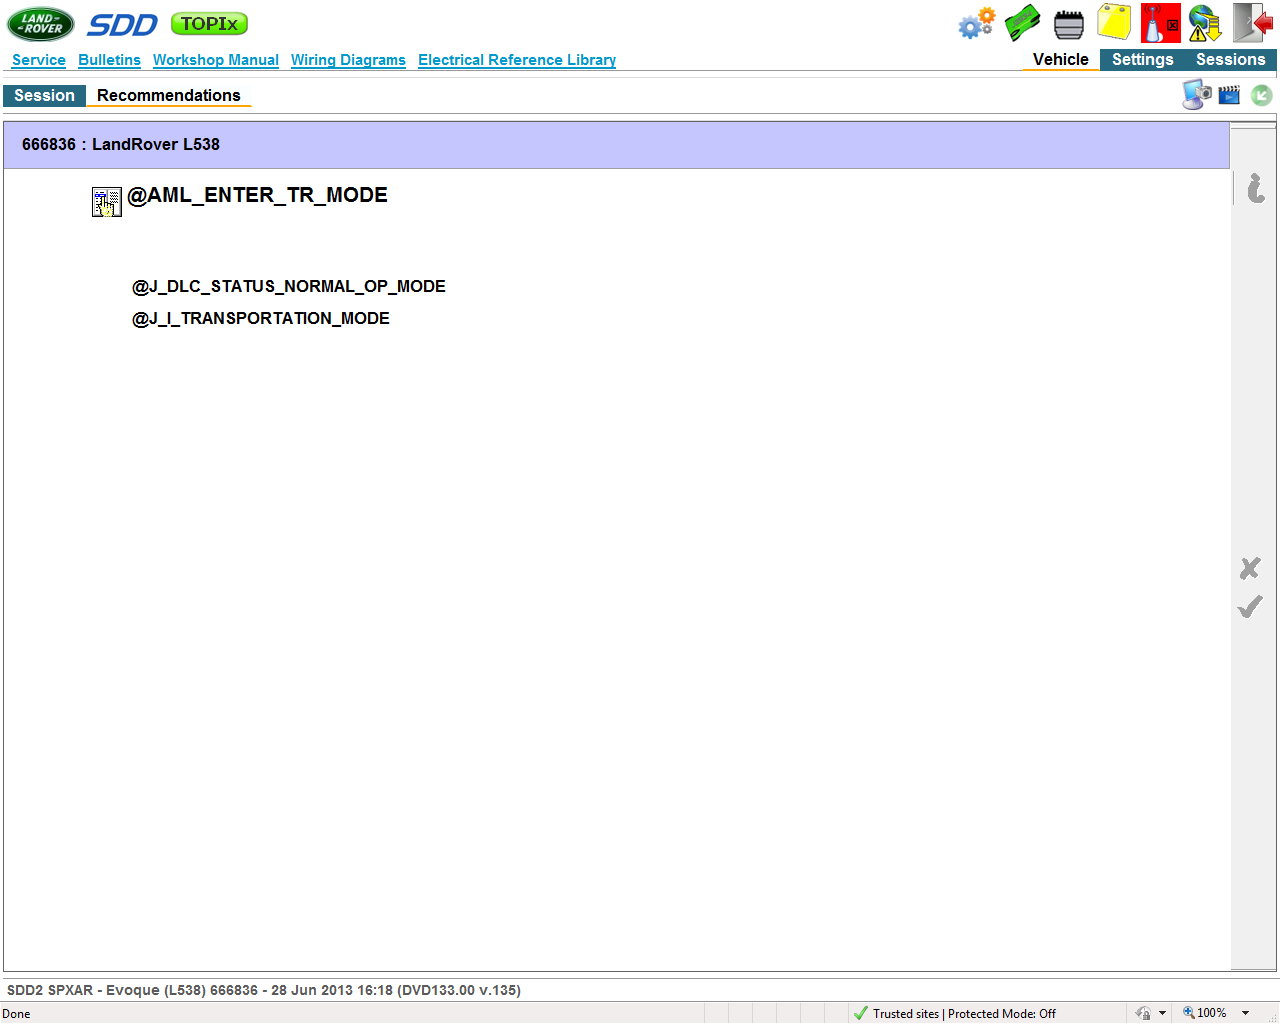 LAND-
-ROVER
SDD
TOPIx
Service Bulletins Workshop Manual Wiring Diagrams Electrical Reference Library
Vehicle Settings Sessions
Session Recommendations
666836 : LandRover L538
@AML_ENTER_TR_MODE
@J_DLC_STATUS_NORMAL_OP_MODE
@J_I_TRANSPORTATION_MODE
SDD2 SPXAR - Evoque (L538) 666836 - 28 Jun 2013 16:18 (DVD133.00 v.135)
Done
Trusted sites | Protected Mode: Off
100%